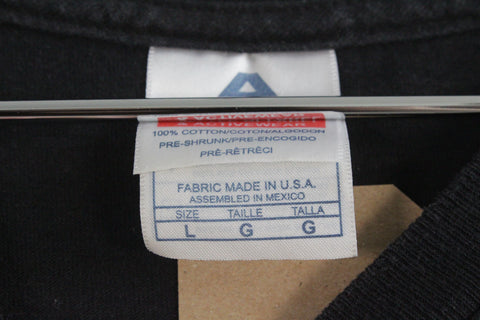 100% COTTON/COTON/ALGODON
PRE-SHRUNK/PRE-ENCOGIDO
PRÉ-RÉTRÉCI
FABRIC MADE IN U.S.A.
ASSEMBLED IN MEXICO
SIZE TAILLE TALLA
L G G